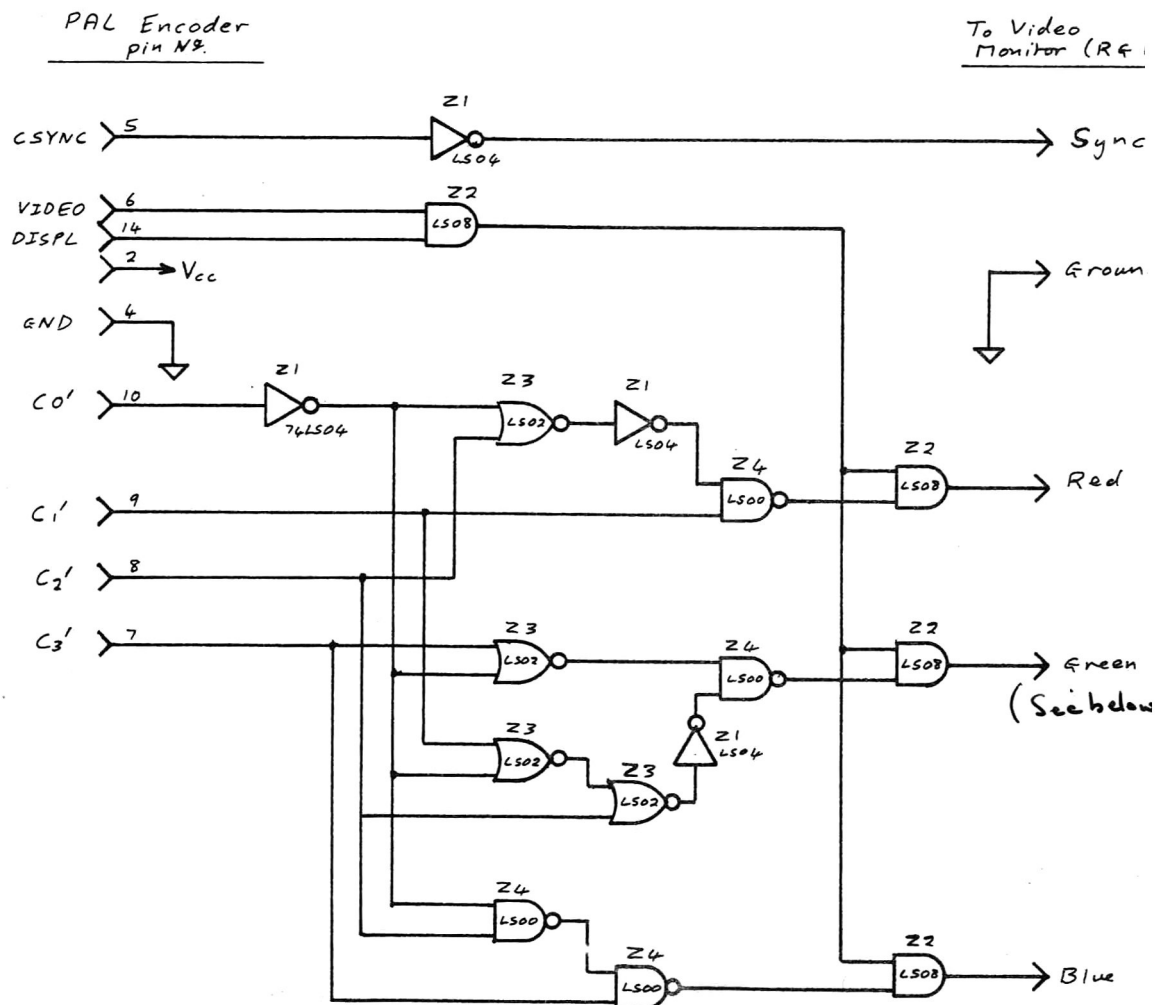 PAL Encoder
pin Nº.
To Video
Monitor (RG
Z1
CSYNC 5
LS04
Sync
Z2
VIDEO 6
LS08
DISPL 14
2 Vcc
Groun
GND 4
Z1
Z3
Z1
C0' 10
LS02
74LS04
LS04
Z4
Z2
LS00
LS08
Red
C1' 9
C2' 8
C3' 7
Z3
Z4
Z2
LS02
LS00
LS08
Green
(See below
Z3
Z1
LS04
LS02
Z3
LS02
Z4
LS00
Z4
Z2
LS00
LS08
Blue